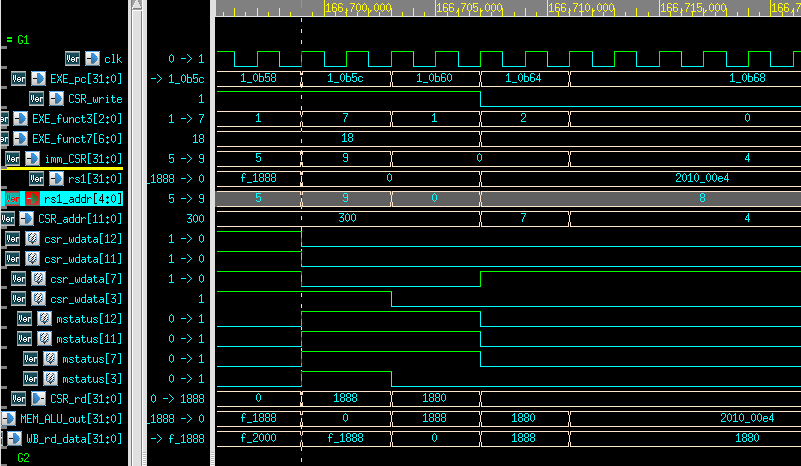 166,700,000 166,705,000 166,710,000 166,715,000 166,7
= G1
Ver clk 0 -> 1
Ver EXE_pc[31:0] -> 1_0b5c 1_0b58 1_0b5c 1_0b60 1_0b64 1_0b68
Ver CSR_write 1
Ver EXE_funct3[2:0] 1 -> 7 1 7 1 2 0
Ver EXE_funct7[6:0] 18 18
Ver imm_CSR[31:0] 5 -> 9 5 9 0 4
Ver rs1[31:0] _1888 -> 0 f_1888 0 2010_00e4
Ver rs1_addr[4:0] 5 -> 9 5 9 0 8
Ver CSR_addr[11:0] 300 300 7 4
Ver csr_wdata[12] 1 -> 0
Ver csr_wdata[11] 1 -> 0
Ver csr_wdata[7] 1 -> 0
Ver csr_wdata[3] 1
Ver mstatus[12] 0 -> 1
Ver mstatus[11] 0 -> 1
Ver mstatus[7] 0 -> 1
Ver mstatus[3] 0 -> 1
Ver CSR_rd[31:0] 0 -> 1888 0 1888 1880 0
MEM_ALU_out[31:0] _1888 -> 0 f_1888 0 1888 1880 2010_00e4
Ver WB_rd_data[31:0] -> f_1888 f_2000 f_1888 0 1888 1880
G2